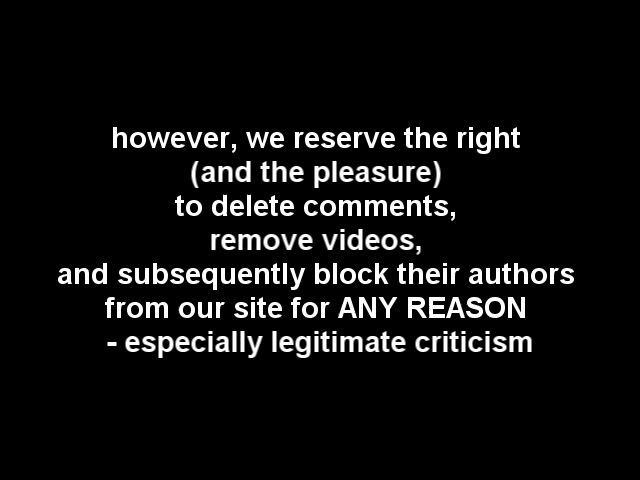 however, we reserve the right
(and the pleasure)
to delete comments,
remove videos,
and subsequently block their authors
from our site for ANY REASON
- especially legitimate criticism